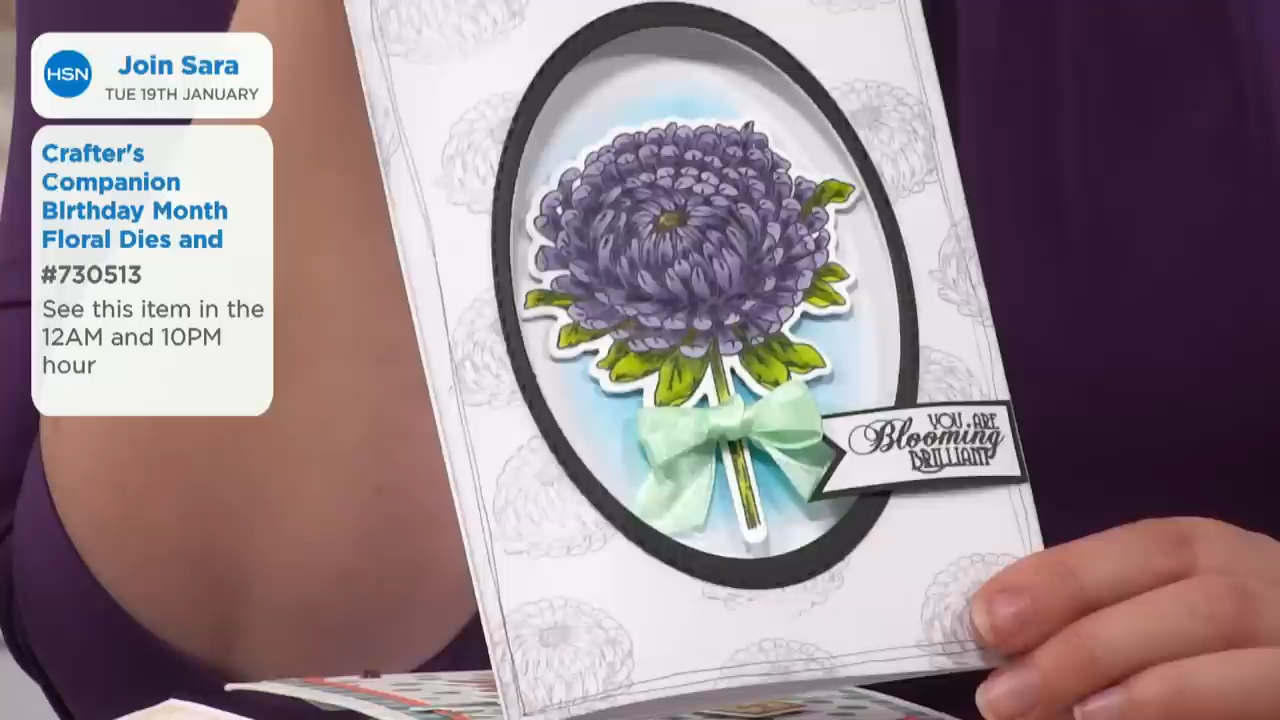 HSN
Join Sara
TUE 19TH JANUARY
Crafter's
Companion
BIrthday Month
Floral Dies and
#730513
See this item in the
12AM and 10PM
hour
YOU ARE
Blooming
BRILLIANT